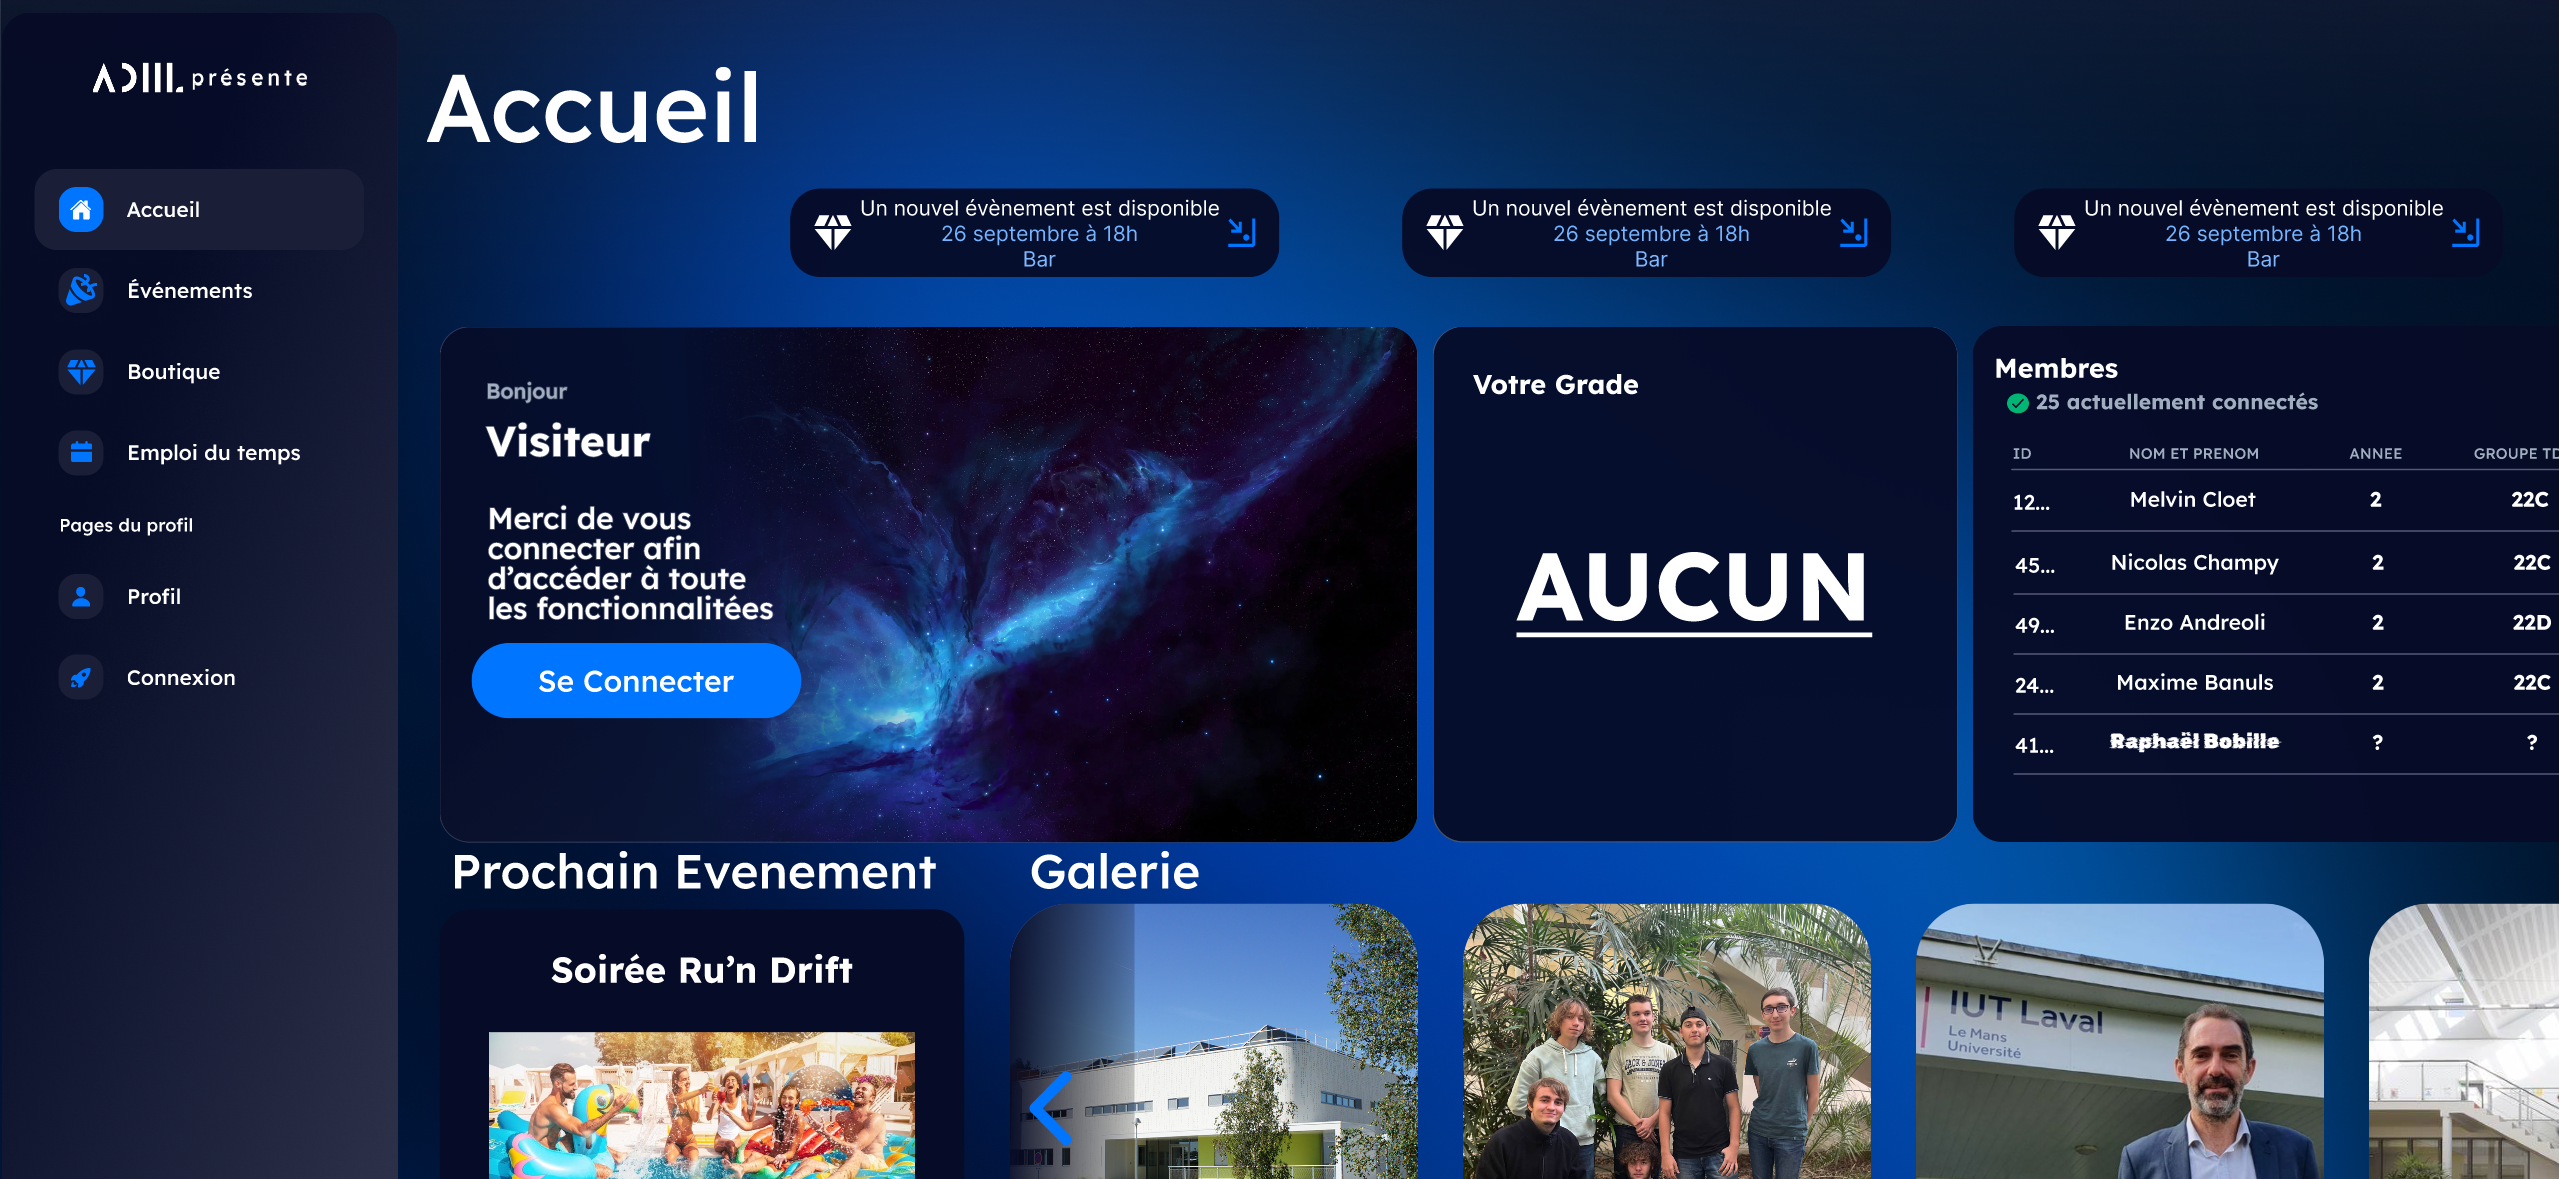 ADIIL présente
Accueil
Événements
Boutique
Emploi du temps
Pages du profil
Profil
Connexion
Accueil
Un nouvel évènement est disponible
26 septembre à 18h
Bar
Un nouvel évènement est disponible
26 septembre à 18h
Bar
Un nouvel évènement est disponible
26 septembre à 18h
Bar
Bonjour
Visiteur
Merci de vous
connecter afin
d’accéder à toute
les fonctionnalitées
Se Connecter
Votre Grade
AUCUN
Membres
25 actuellement connectés
ID NOM ET PRENOM ANNEE GROUPE TD
12... Melvin Cloet 2 22C
45... Nicolas Champy 2 22C
49... Enzo Andreoli 2 22D
24... Maxime Banuls 2 22C
41... Raphaël Bobille ? ?
Prochain Evenement
Soirée Ru’n Drift
Galerie
JACK & JONES
IUT Laval
Le Mans
Université